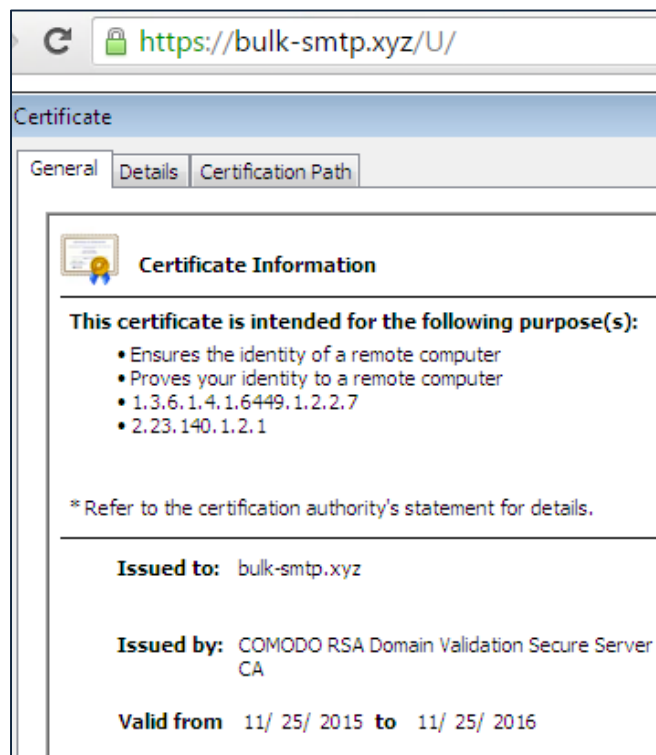 https://bulk-smtp.xyz/U/
Certificate
General Details Certification Path
Certificate Information
This certificate is intended for the following purpose(s):
• Ensures the identity of a remote computer
• Proves your identity to a remote computer
• 1.3.6.1.4.1.6449.1.2.2.7
• 2.23.140.1.2.1
* Refer to the certification authority's statement for details.
Issued to: bulk-smtp.xyz
Issued by: COMODO RSA Domain Validation Secure Server
CA
Valid from 11/ 25/ 2015 to 11/ 25/ 2016